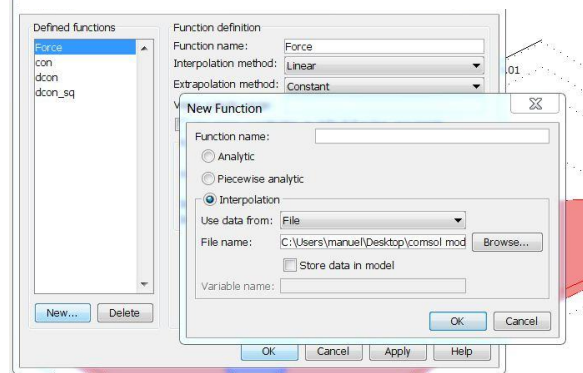 Defined functions
Force
con
dcon
dcon_sq
New... Delete
Function definition
Function name: Force
Interpolation method: Linear
Extrapolation method: Constant
.01
New Function
Function name:
Analytic
Piecewise analytic
Interpolation
Use data from: File
File name: C:\Users\manuel\Desktop\comsol mod Browse...
Store data in model
Variable name:
OK Cancel
OK Cancel Apply Help